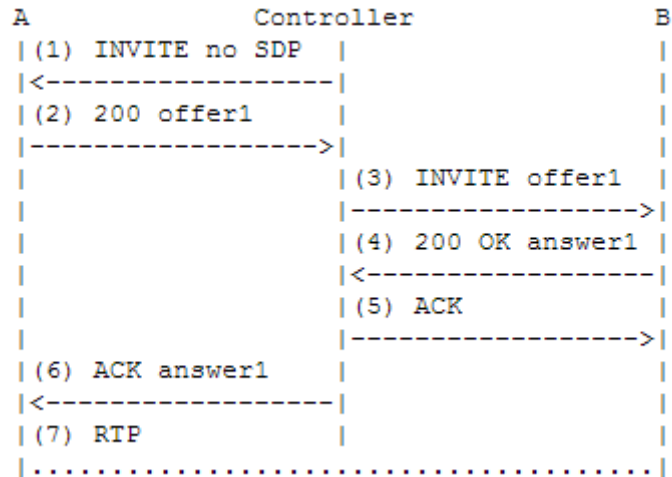 A Controller B
(1) INVITE no SDP
(2) 200 offer1
(3) INVITE offer1
(4) 200 OK answer1
(5) ACK
(6) ACK answer1
(7) RTP